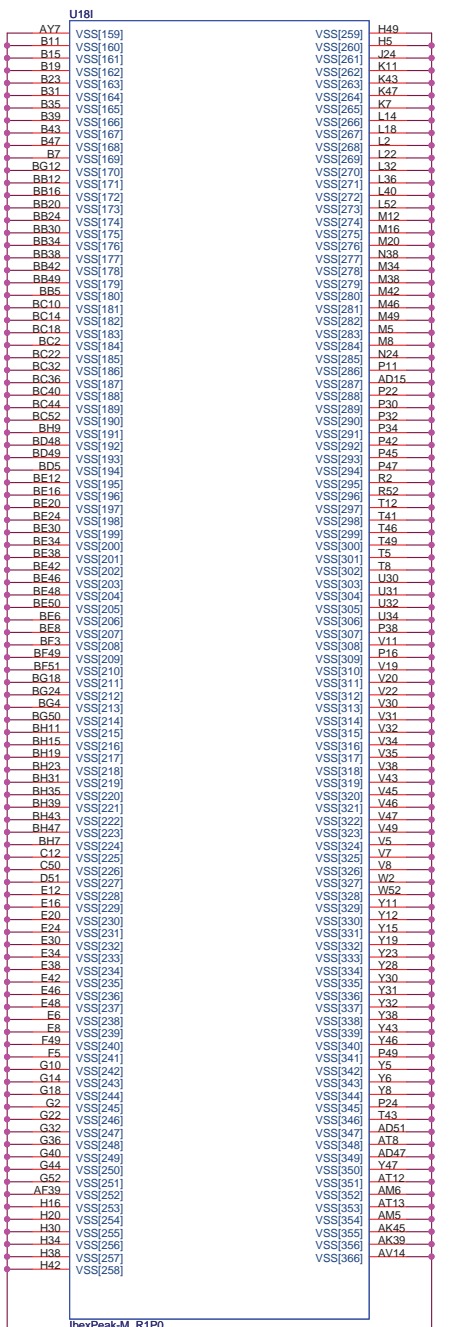 U18I
AY7 VSS[159] VSS[259] H49
B11 VSS[160] VSS[260] H5
B15 VSS[161] VSS[261] J24
B19 VSS[162] VSS[262] K11
B23 VSS[163] VSS[263] K43
B31 VSS[164] VSS[264] K47
B35 VSS[165] VSS[265] K7
B39 VSS[166] VSS[266] L14
B43 VSS[167] VSS[267] L18
B47 VSS[168] VSS[268] L2
B7 VSS[169] VSS[269] L22
BG12 VSS[170] VSS[270] L32
BB12 VSS[171] VSS[271] L36
BB16 VSS[172] VSS[272] L40
BB20 VSS[173] VSS[273] L52
BB24 VSS[174] VSS[274] M12
BB30 VSS[175] VSS[275] M16
BB34 VSS[176] VSS[276] M20
BB38 VSS[177] VSS[277] N38
BB42 VSS[178] VSS[278] M34
BB49 VSS[179] VSS[279] M38
BB5 VSS[180] VSS[280] M42
BC10 VSS[181] VSS[281] M46
BC14 VSS[182] VSS[282] M49
BC18 VSS[183] VSS[283] M5
BC2 VSS[184] VSS[284] M8
BC22 VSS[185] VSS[285] N24
BC32 VSS[186] VSS[286] P11
BC36 VSS[187] VSS[287] AD15
BC40 VSS[188] VSS[288] P22
BC44 VSS[189] VSS[289] P30
BC52 VSS[190] VSS[290] P32
BH9 VSS[191] VSS[291] P34
BD48 VSS[192] VSS[292] P42
BD49 VSS[193] VSS[293] P45
BD5 VSS[194] VSS[294] P47
BE12 VSS[195] VSS[295] R2
BE16 VSS[196] VSS[296] R52
BE20 VSS[197] VSS[297] T12
BE24 VSS[198] VSS[298] T41
BE30 VSS[199] VSS[299] T46
BE34 VSS[200] VSS[300] T49
BE38 VSS[201] VSS[301] T5
BE42 VSS[202] VSS[302] T8
BE46 VSS[203] VSS[303] U30
BE48 VSS[204] VSS[304] U31
BE50 VSS[205] VSS[305] U32
BE6 VSS[206] VSS[306] U34
BE8 VSS[207] VSS[307] P38
BF3 VSS[208] VSS[308] V11
BF49 VSS[209] VSS[309] P16
BF51 VSS[210] VSS[310] V19
BG18 VSS[211] VSS[311] V20
BG24 VSS[212] VSS[312] V22
BG4 VSS[213] VSS[313] V30
BG50 VSS[214] VSS[314] V31
BH11 VSS[215] VSS[315] V32
BH15 VSS[216] VSS[316] V34
BH19 VSS[217] VSS[317] V35
BH23 VSS[218] VSS[318] V38
BH31 VSS[219] VSS[319] V43
BH35 VSS[220] VSS[320] V45
BH39 VSS[221] VSS[321] V46
BH43 VSS[222] VSS[322] V47
BH47 VSS[223] VSS[323] V49
BH7 VSS[224] VSS[324] V5
C12 VSS[225] VSS[325] V7
C50 VSS[226] VSS[326] V8
D51 VSS[227] VSS[327] W2
E12 VSS[228] VSS[328] W52
E16 VSS[229] VSS[329] Y11
E20 VSS[230] VSS[330] Y12
E24 VSS[231] VSS[331] Y15
E30 VSS[232] VSS[332] Y19
E34 VSS[233] VSS[333] Y23
E38 VSS[234] VSS[334] Y28
E42 VSS[235] VSS[335] Y30
E46 VSS[236] VSS[336] Y31
E48 VSS[237] VSS[337] Y32
E6 VSS[238] VSS[338] Y38
E8 VSS[239] VSS[339] Y43
F49 VSS[240] VSS[340] Y46
F5 VSS[241] VSS[341] P49
G10 VSS[242] VSS[342] Y5
G14 VSS[243] VSS[343] Y6
G18 VSS[244] VSS[344] Y8
G2 VSS[245] VSS[345] P24
G22 VSS[246] VSS[346] T43
G32 VSS[247] VSS[347] AD51
G36 VSS[248] VSS[348] AT8
G40 VSS[249] VSS[349] AD47
G44 VSS[250] VSS[350] Y47
G52 VSS[251] VSS[351] AT12
AF39 VSS[252] VSS[352] AM6
H16 VSS[253] VSS[353] AT13
H20 VSS[254] VSS[354] AM5
H30 VSS[255] VSS[355] AK45
H34 VSS[256] VSS[356] AK39
H38 VSS[257] VSS[366] AV14
H42 VSS[258]
IbexPeak-M_R1P0